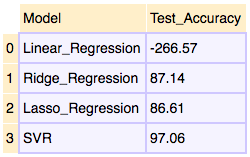 Model Test_Accuracy
0 Linear_Regression -266.57
1 Ridge_Regression 87.14
2 Lasso_Regression 86.61
3 SVR 97.06